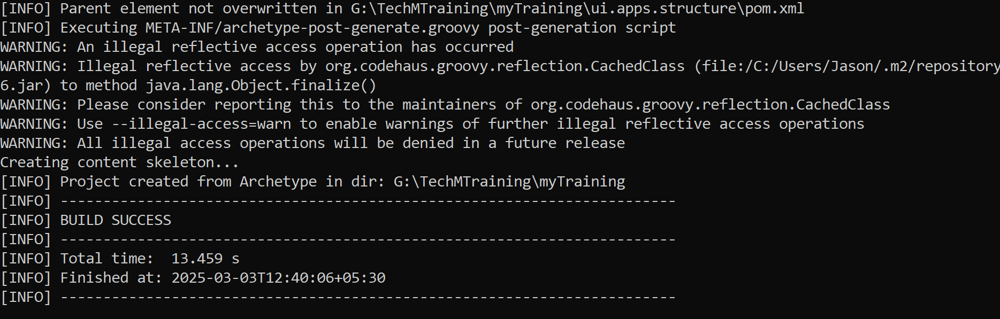 [INFO] Parent element not overwritten in G:\TechMTraining\myTraining\ui.apps.structure\pom.xml
[INFO] Executing META-INF/archetype-post-generate.groovy post-generation script
WARNING: An illegal reflective access operation has occurred
WARNING: Illegal reflective access by org.codehaus.groovy.reflection.CachedClass (file:/C:/Users/Jason/.m2/repository
6.jar) to method java.lang.Object.finalize()
WARNING: Please consider reporting this to the maintainers of org.codehaus.groovy.reflection.CachedClass
WARNING: Use --illegal-access=warn to enable warnings of further illegal reflective access operations
WARNING: All illegal access operations will be denied in a future release
Creating content skeleton...
[INFO] Project created from Archetype in dir: G:\TechMTraining\myTraining
[INFO] ------------------------------------------------------------------------
[INFO] BUILD SUCCESS
[INFO] ------------------------------------------------------------------------
[INFO] Total time:  13.459 s
[INFO] Finished at: 2025-03-03T12:40:06+05:30
[INFO] ------------------------------------------------------------------------